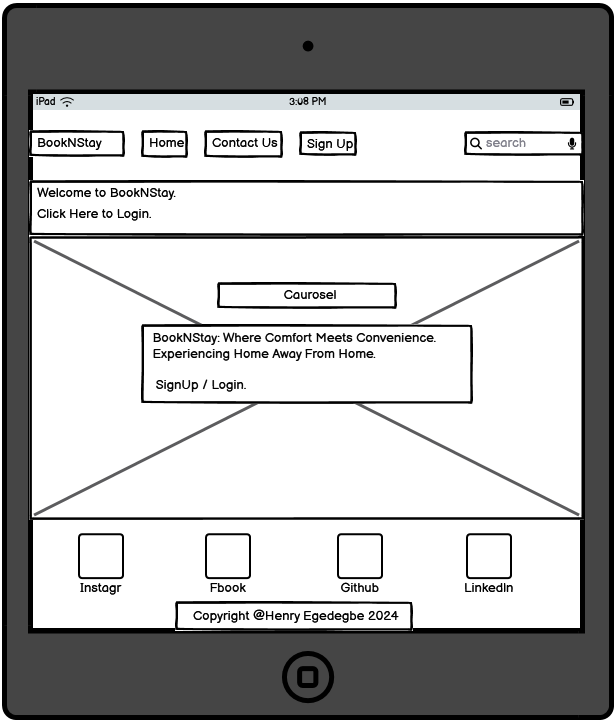 iPad 3:08 PM
BookNStay Home Contact Us Sign Up search
Welcome to BookNStay.
Click Here to Login.
Caurosel
BookNStay: Where Comfort Meets Convenience.
Experiencing Home Away From Home.
SignUp / Login.
Instagr Fbook Github LinkedIn
Copyright @Henry Egedegbe 2024